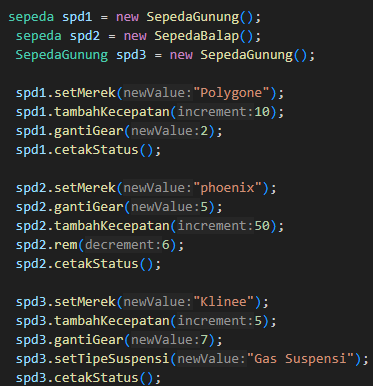 sepeda spd1 = new SepedaGunung();
sepeda spd2 = new SepedaBalap();
SepedaGunung spd3 = new SepedaGunung();
spd1.setMerek(newValue:"Polygone");
spd1.tambahKecepatan(increment:10);
spd1.gantiGear(newValue:2);
spd1.cetakStatus();
spd2.setMerek(newValue:"phoenix");
spd2.gantiGear(newValue:5);
spd2.tambahKecepatan(increment:50);
spd2.rem(decrement:6);
spd2.cetakStatus();
spd3.setMerek(newValue:"Klinee");
spd3.tambahKecepatan(increment:5);
spd3.gantiGear(newValue:7);
spd3.setTipeSuspensi(newValue:"Gas Suspensi");
spd3.cetakStatus();